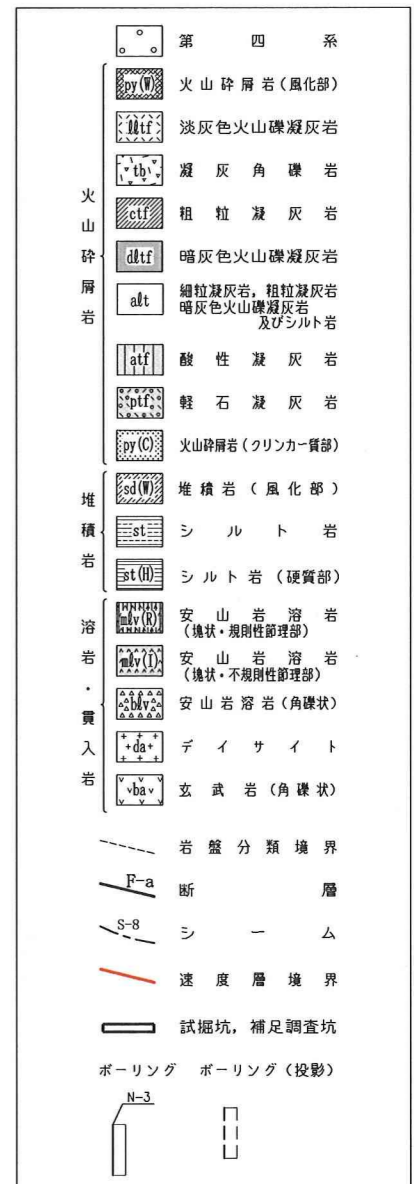 第四系
火山砕屑岩
py(W) 火山砕屑岩(風化部)
lltf 淡灰色火山礫凝灰岩
tb 凝灰角礫岩
ctf 粗粒凝灰岩
dltf 暗灰色火山礫凝灰岩
alt 細粒凝灰岩,粗粒凝灰岩
暗灰色火山礫凝灰岩
及びシルト岩
atf 酸性凝灰岩
ptf 軽石凝灰岩
py(C) 火山砕屑岩(クリンカー質部)
堆積岩
sd(W) 堆積岩(風化部)
st シルト岩
st(H) シルト岩(硬質部)
溶岩・貫入岩
mlv(R) 安山岩溶岩
(塊状・規則性節理部)
mlv(I) 安山岩溶岩
(塊状・不規則性節理部)
blv 安山岩溶岩(角礫状)
da デイサイト
ba 玄武岩(角礫状)
岩盤分類境界
F-a 断層
S-8 シーム
速度層境界
試掘坑,補足調査坑
ボーリング ボーリング(投影)
N-3